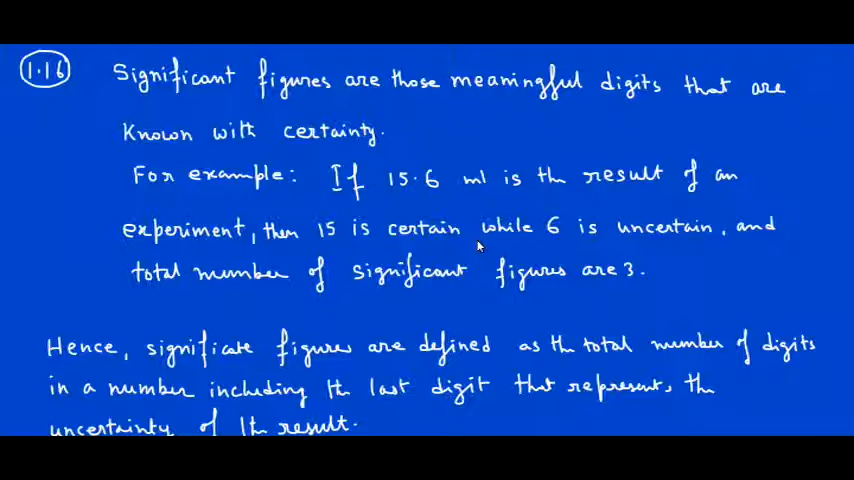 1.16 Significant figures are those meaningful digits that are
known with certainty.
For example: If 15.6 ml is the result of an
experiment, then 15 is certain while 6 is uncertain, and
total number of significant figures are 3.
Hence, significate figures are defined as the total number of digits
in a number including the last digit that represents the
uncertainty of the result.